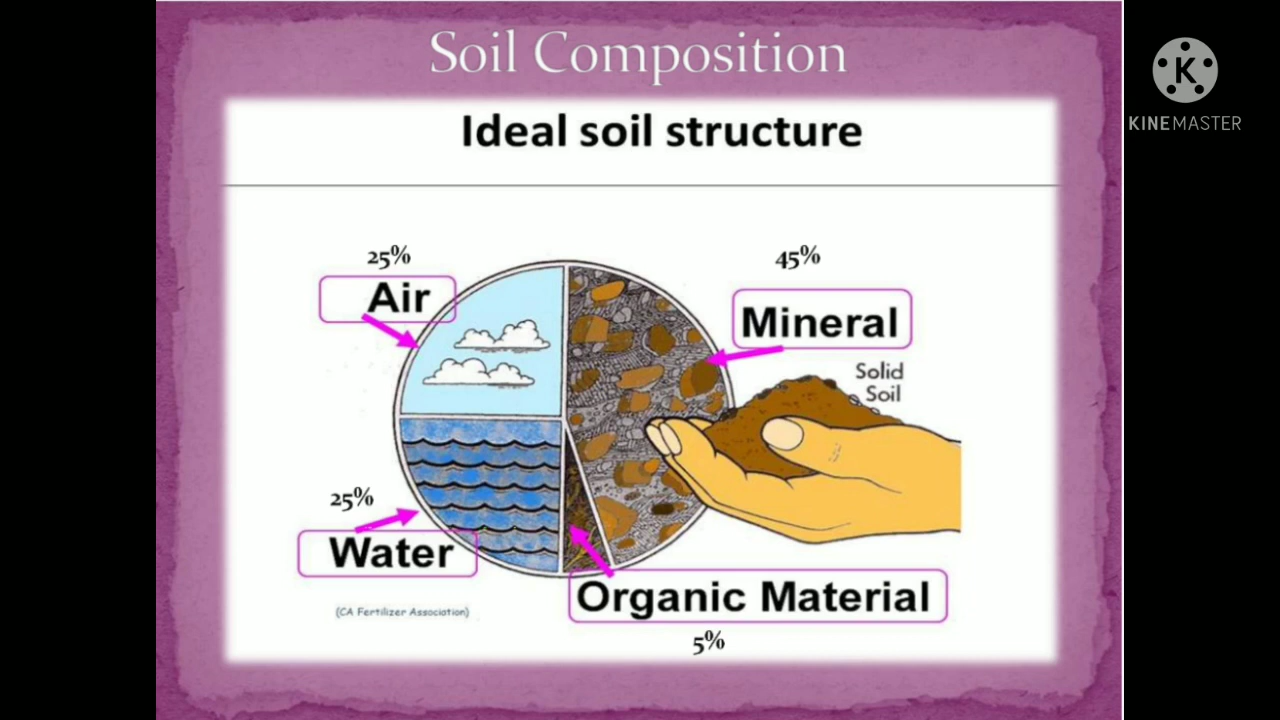 Soil Composition
K
KINEMASTER
Ideal soil structure
25%
Air
45%
Mineral
Solid
Soil
25%
Water
Organic Material
(CA Fertilizer Association)
5%